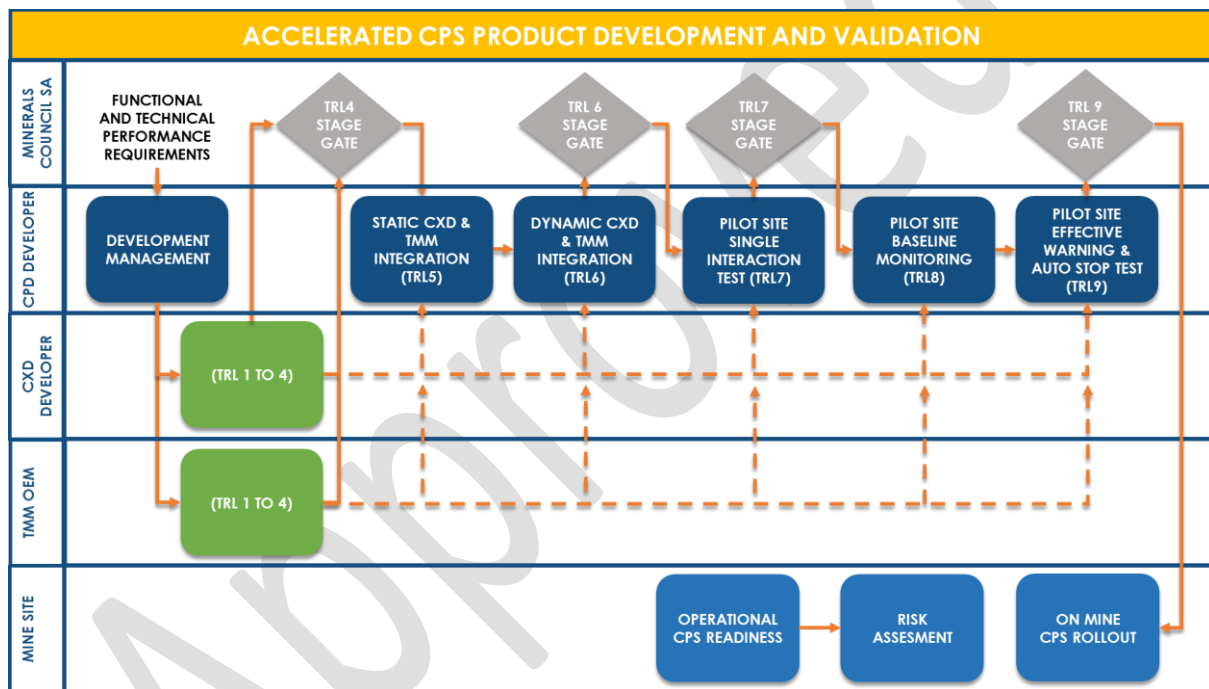 ACCELERATED CPS PRODUCT DEVELOPMENT AND VALIDATION
MINERALS
COUNCIL SA
FUNCTIONAL
AND TECHNICAL
PERFORMANCE
REQUIREMENTS
TRL4
STAGE
GATE
TRL 6
STAGE
GATE
TRL7
STAGE
GATE
TRL 9
STAGE
GATE
CPD DEVELOPER
DEVELOPMENT
MANAGEMENT
STATIC CXD &
TMM
INTEGRATION
(TRL5)
DYNAMIC CXD
& TMM
INTEGRATION
(TRL6)
PILOT SITE
SINGLE
INTERACTION
TEST (TRL7)
PILOT SITE
BASELINE
MONITORING
(TRL8)
PILOT SITE
EFFECTIVE
WARNING &
AUTO STOP TEST
(TRL9)
CXD
DEVELOPER
(TRL 1 TO 4)
TMM OEM
(TRL 1 TO 4)
MINE SITE
OPERATIONAL
CPS READINESS
RISK
ASSESMENT
ON MINE
CPS ROLLOUT
Approved